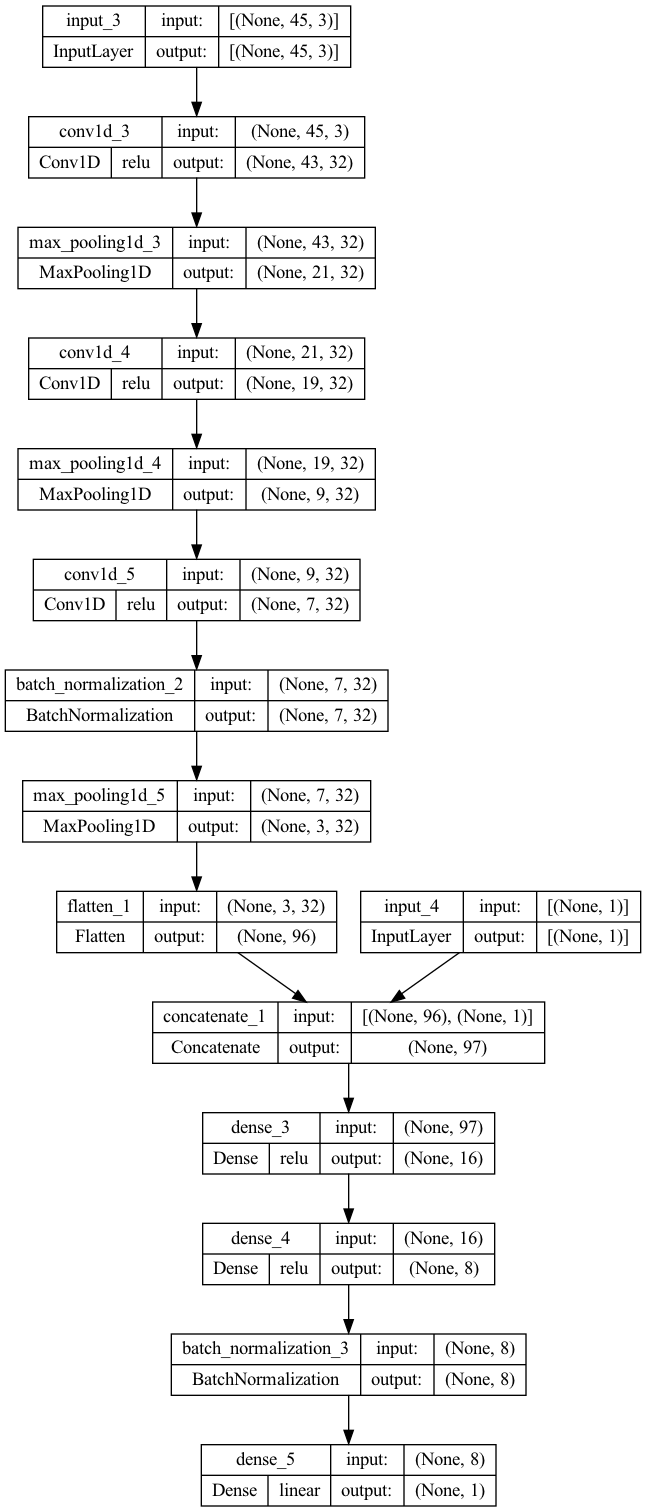 input_3 input: [(None, 45, 3)]
InputLayer output: [(None, 45, 3)]
conv1d_3 input: (None, 45, 3)
Conv1D relu output: (None, 43, 32)
max_pooling1d_3 input: (None, 43, 32)
MaxPooling1D output: (None, 21, 32)
conv1d_4 input: (None, 21, 32)
Conv1D relu output: (None, 19, 32)
max_pooling1d_4 input: (None, 19, 32)
MaxPooling1D output: (None, 9, 32)
conv1d_5 input: (None, 9, 32)
Conv1D relu output: (None, 7, 32)
batch_normalization_2 input: (None, 7, 32)
BatchNormalization output: (None, 7, 32)
max_pooling1d_5 input: (None, 7, 32)
MaxPooling1D output: (None, 3, 32)
flatten_1 input: (None, 3, 32)
Flatten output: (None, 96)
input_4 input: [(None, 1)]
InputLayer output: [(None, 1)]
concatenate_1 input: [(None, 96), (None, 1)]
Concatenate output: (None, 97)
dense_3 input: (None, 97)
Dense relu output: (None, 16)
dense_4 input: (None, 16)
Dense relu output: (None, 8)
batch_normalization_3 input: (None, 8)
BatchNormalization output: (None, 8)
dense_5 input: (None, 8)
Dense linear output: (None, 1)